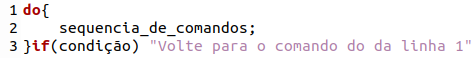 1 do{
2     sequencia_de_comandos;
3 }if(condição) "Volte para o comando do da linha 1"